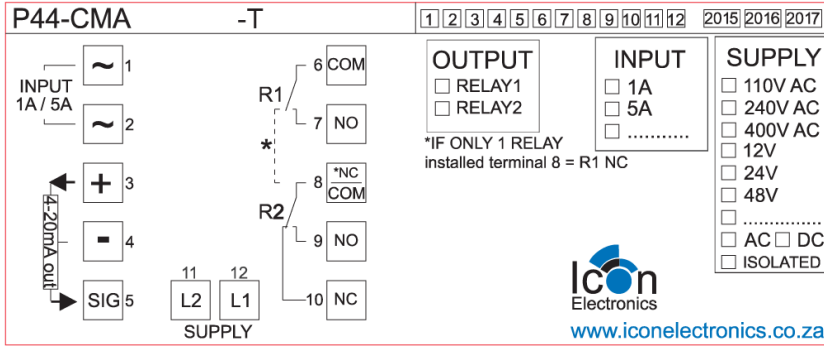 P44-CMA -T 1 2 3 4 5 6 7 8 9 10 11 12 2015 2016 2017
~ 1
INPUT
1A / 5A
~ 2
+ 3
- 4
4-20mA out
SIG 5
11 12
L2 L1
SUPPLY
6 COM
R1
7 NO
*
8 *NC
COM
R2
9 NO
10 NC
OUTPUT
RELAY1
RELAY2
*IF ONLY 1 RELAY
installed terminal 8 = R1 NC
INPUT
1A
5A
...........
SUPPLY
110V AC
240V AC
400V AC
12V
24V
48V
..............
AC DC
ISOLATED
Icon
Electronics
www.iconelectronics.co.za